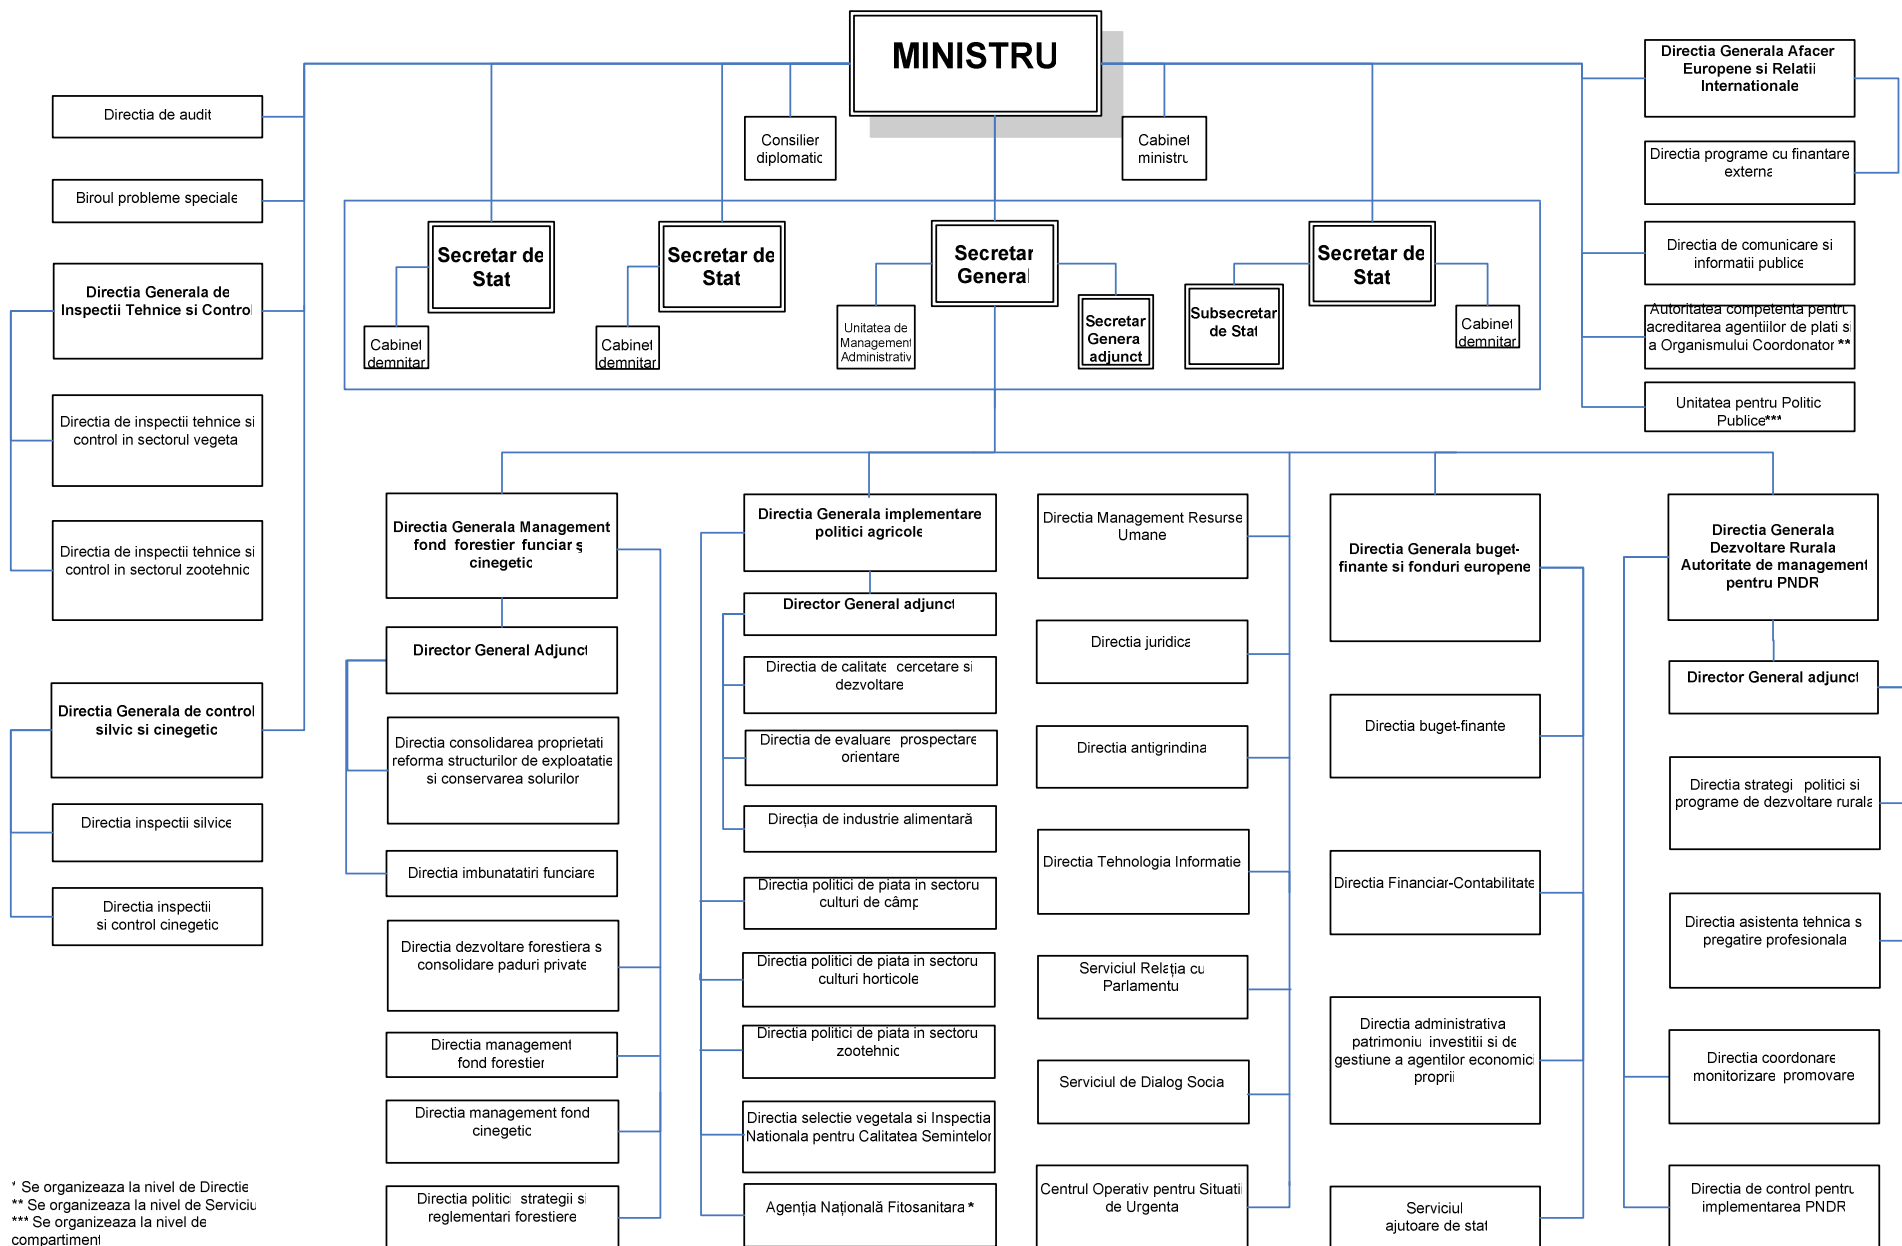 MINISTRU
Directia Generala Afacer
Europene si Relatii
Internationale
Directia de audit
Consilier
diplomatic
Cabinet
ministru
Directia programe cu finantare
externa
Biroul probleme speciale
Secretar de
Stat
Secretar de
Stat
Secretar
General
Secretar de
Stat
Directia de comunicare si
informatii publice
Directia Generala de
Inspectii Tehnice si Control
Cabinet
demnitar
Cabinet
demnitar
Unitatea de
Management
Administrativ
Secretar
Genera
adjunct
Subsecretar
de Stat
Cabinet
demnitar
Autoritatea competenta pentru
acreditarea agentiilor de plati si
a Organismului Coordonator **
Unitatea pentru Politic
Publice***
Directia de inspectii tehnice si
control in sectorul vegeta
Directia de inspectii tehnice si
control in sectorul zootehnic
Directia Generala de control
silvic si cinegetic
Directia inspectii silvice
Directia inspectii
si control cinegetic
Directia Generala Management
fond forestier funciar ş
cinegetic
Director General Adjunct
Directia consolidarea proprietati
reforma structurilor de exploatatie
si conservarea solurilor
Directia imbunatatiri funciare
Directia dezvoltare forestiera s
consolidare paduri private
Directia management
fond forestier
Directia management fond
cinegetic
Directia politici strategii si
reglementari forestiere
Directia Generala implementare
politici agricole
Director General adjunct
Directia de calitate cercetare si
dezvoltare
Directia de evaluare prospectare
orientare
Direcția de industrie alimentară
Directia politici de piata in sectoru
culturi de câmp
Directia politici de piata in sectoru
culturi horticole
Directia politici de piata in sectoru
zootehnic
Directia selectie vegetala si Inspectia
Nationala pentru Calitatea Semintelor
Agenția Națională Fitosanitara *
Directia Management Resurse
Umane
Directia juridica
Directia antigrindina
Directia Tehnologia Informatie
Serviciul Relația cu
Parlamentu
Serviciul de Dialog Socia
Centrul Operativ pentru Situati
de Urgenta
Directia Generala buget-
finante si fonduri europene
Directia buget-finante
Directia Financiar-Contabilitate
Directia administrativa
patrimoniu investitii si de
gestiune a agentilor economici
proprii
Serviciul
ajutoare de stat
Directia Generala
Dezvoltare Rurala
Autoritate de management
pentru PNDR
Director General adjunct
Directia strategi politici si
programe de dezvoltare rurala
Directia asistenta tehnica s
pregatire profesionala
Directia coordonare
monitorizare promovare
Directia de control pentru
implementarea PNDR
* Se organizeaza la nivel de Directie
** Se organizeaza la nivel de Serviciu
*** Se organizeaza la nivel de
compartiment